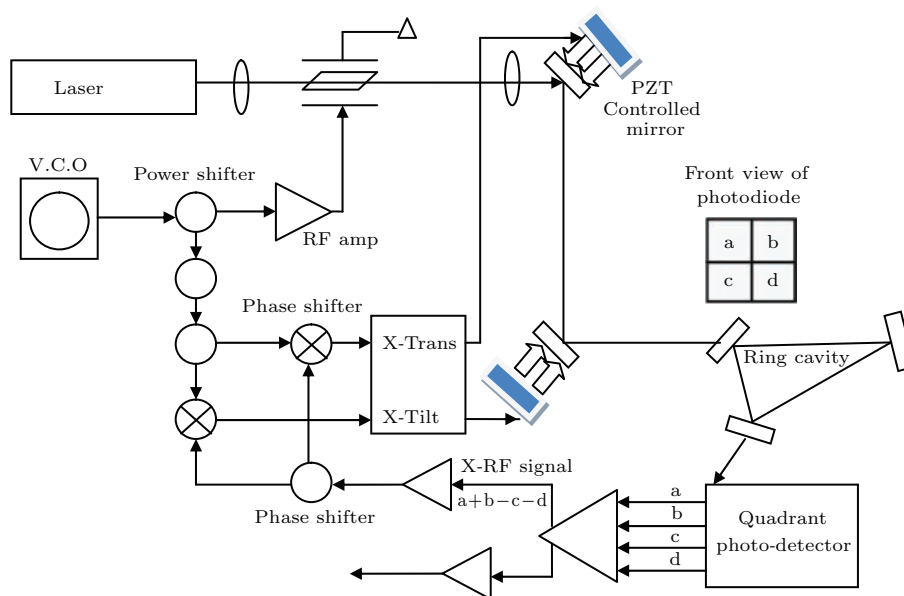 Laser
PZT
Controlled
mirror
V.C.O
Power shifter
RF amp
Front view of
photodiode
a b
c d
Phase shifter
X-Trans
X-Tilt
Ring cavity
X-RF signal
a+b−c−d
Phase shifter
a
b
c
d
Quadrant
photo-detector